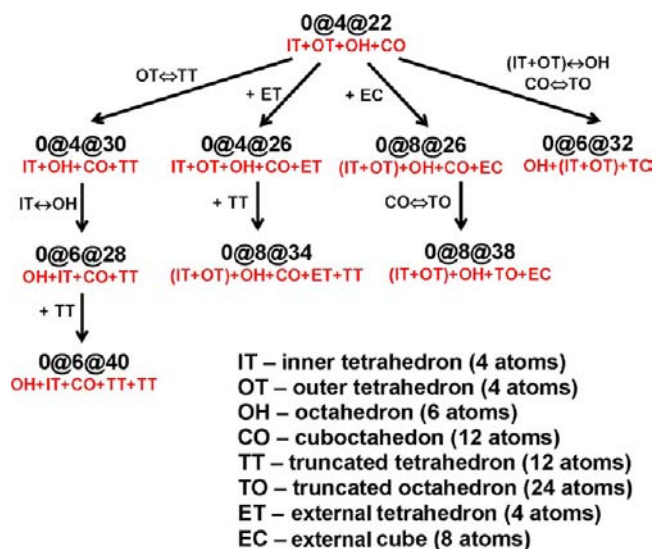 0@4@22
IT+OT+OH+CO
OT⇔TT
+ ET
+ EC
(IT+OT)↔OH
CO⇔TO
0@4@30
IT+OH+CO+TT
0@4@26
IT+OT+OH+CO+ET
0@8@26
(IT+OT)+OH+CO+EC
0@6@32
OH+(IT+OT)+TO
IT↔OH
+ TT
CO⇔TO
0@6@28
OH+IT+CO+TT
0@8@34
(IT+OT)+OH+CO+ET+TT
0@8@38
(IT+OT)+OH+TO+EC
+ TT
0@6@40
OH+IT+CO+TT+TT
IT – inner tetrahedron (4 atoms)
OT – outer tetrahedron (4 atoms)
OH – octahedron (6 atoms)
CO – cuboctahedon (12 atoms)
TT – truncated tetrahedron (12 atoms)
TO – truncated octahedron (24 atoms)
ET – external tetrahedron (4 atoms)
EC – external cube (8 atoms)